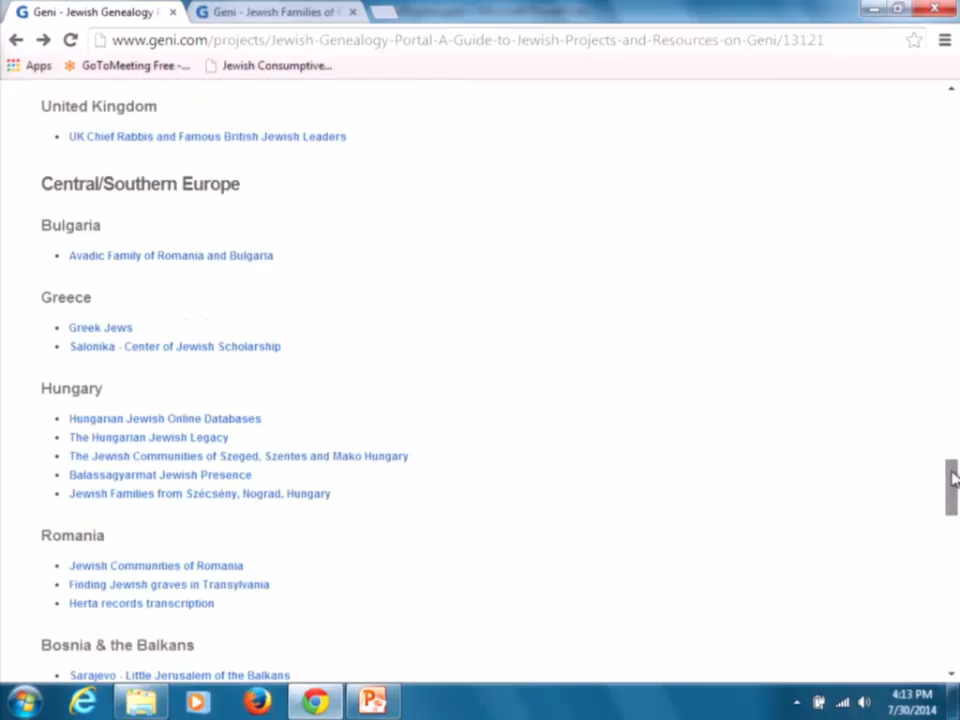 Geni - Jewish Genealogy
Geni - Jewish Families of
www.geni.com/projects/Jewish-Genealogy-Portal-A-Guide-to-Jewish-Projects-and-Resources-on-Geni/13121
Apps
GoToMeeting Free -...
Jewish Consumptive...
United Kingdom
UK Chief Rabbis and Famous British Jewish Leaders
Central/Southern Europe
Bulgaria
Avadic Family of Romania and Bulgaria
Greece
Greek Jews
Salonika - Center of Jewish Scholarship
Hungary
Hungarian Jewish Online Databases
The Hungarian Jewish Legacy
The Jewish Communities of Szeged, Szentes and Mako Hungary
Balassagyarmat Jewish Presence
Jewish Families from Szécsény, Nograd, Hungary
Romania
Jewish Communities of Romania
Finding Jewish graves in Transylvania
Herta records transcription
Bosnia & the Balkans
Sarajevo - Little Jerusalem of the Balkans
4:13 PM
7/30/2014